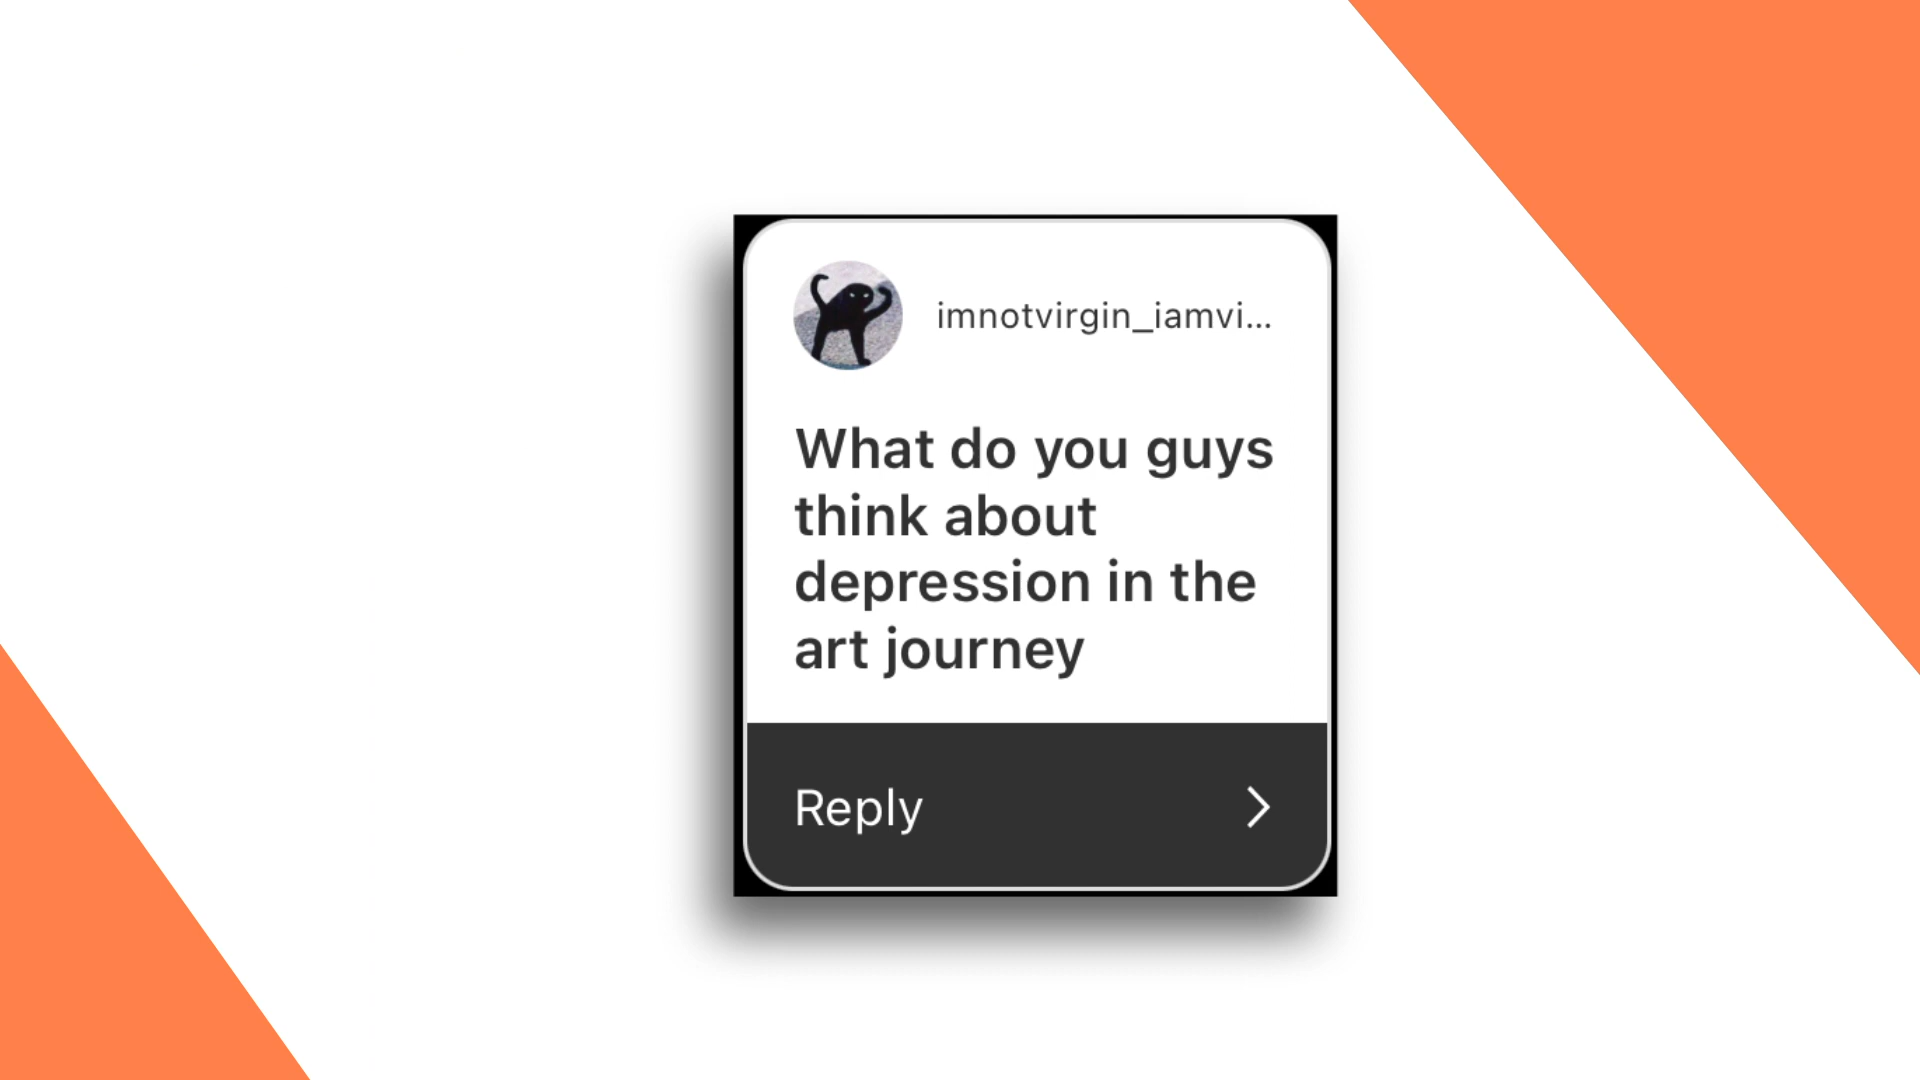 imnotvirgin_iamvi...
What do you guys
think about
depression in the
art journey
Reply